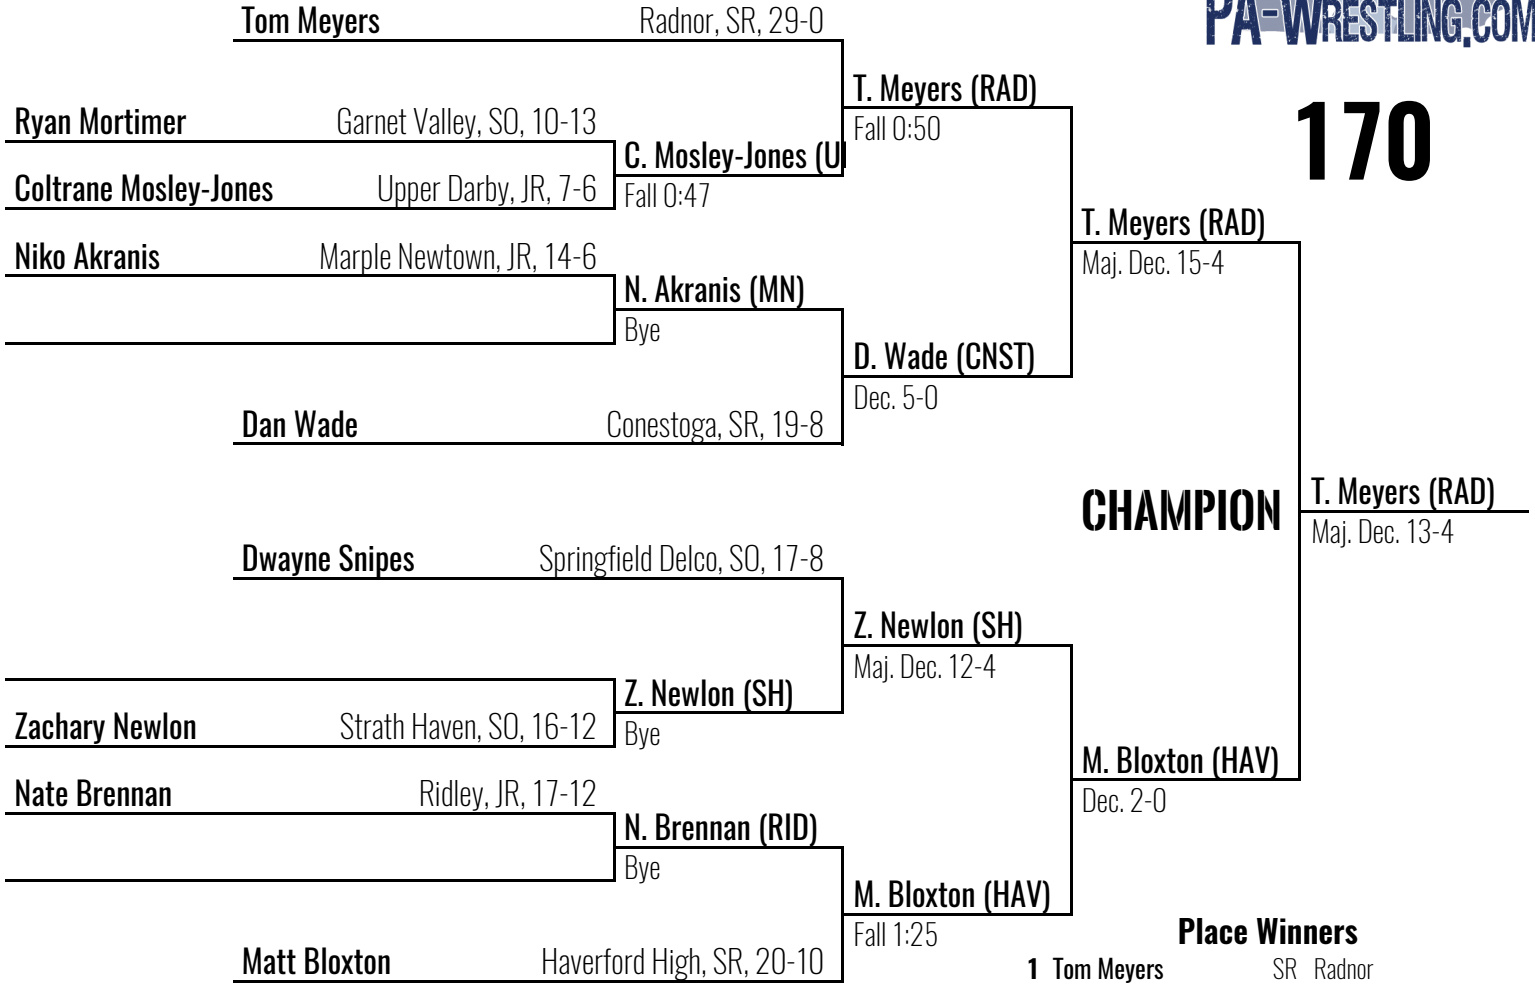 PA-WRESTLING.COM
170
Tom Meyers Radnor, SR, 29-0
T. Meyers (RAD)
Fall 0:50
Ryan Mortimer Garnet Valley, SO, 10-13
C. Mosley-Jones (U
Fall 0:47
Coltrane Mosley-Jones Upper Darby, JR, 7-6
T. Meyers (RAD)
Maj. Dec. 15-4
Niko Akranis Marple Newtown, JR, 14-6
N. Akranis (MN)
Bye
D. Wade (CNST)
Dec. 5-0
Dan Wade Conestoga, SR, 19-8
CHAMPION
T. Meyers (RAD)
Maj. Dec. 13-4
Dwayne Snipes Springfield Delco, SO, 17-8
Z. Newlon (SH)
Maj. Dec. 12-4
Z. Newlon (SH)
Bye
Zachary Newlon Strath Haven, SO, 16-12
M. Bloxton (HAV)
Dec. 2-0
Nate Brennan Ridley, JR, 17-12
N. Brennan (RID)
Bye
M. Bloxton (HAV)
Fall 1:25
Matt Bloxton Haverford High, SR, 20-10
Place Winners
1 Tom Meyers SR Radnor